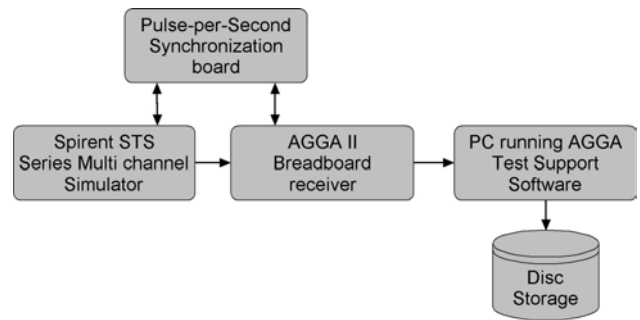 Pulse-per-Second
Synchronization
board
Spirent STS
Series Multi channel
Simulator
AGGA II
Breadboard
receiver
PC running AGGA
Test Support
Software
Disc
Storage